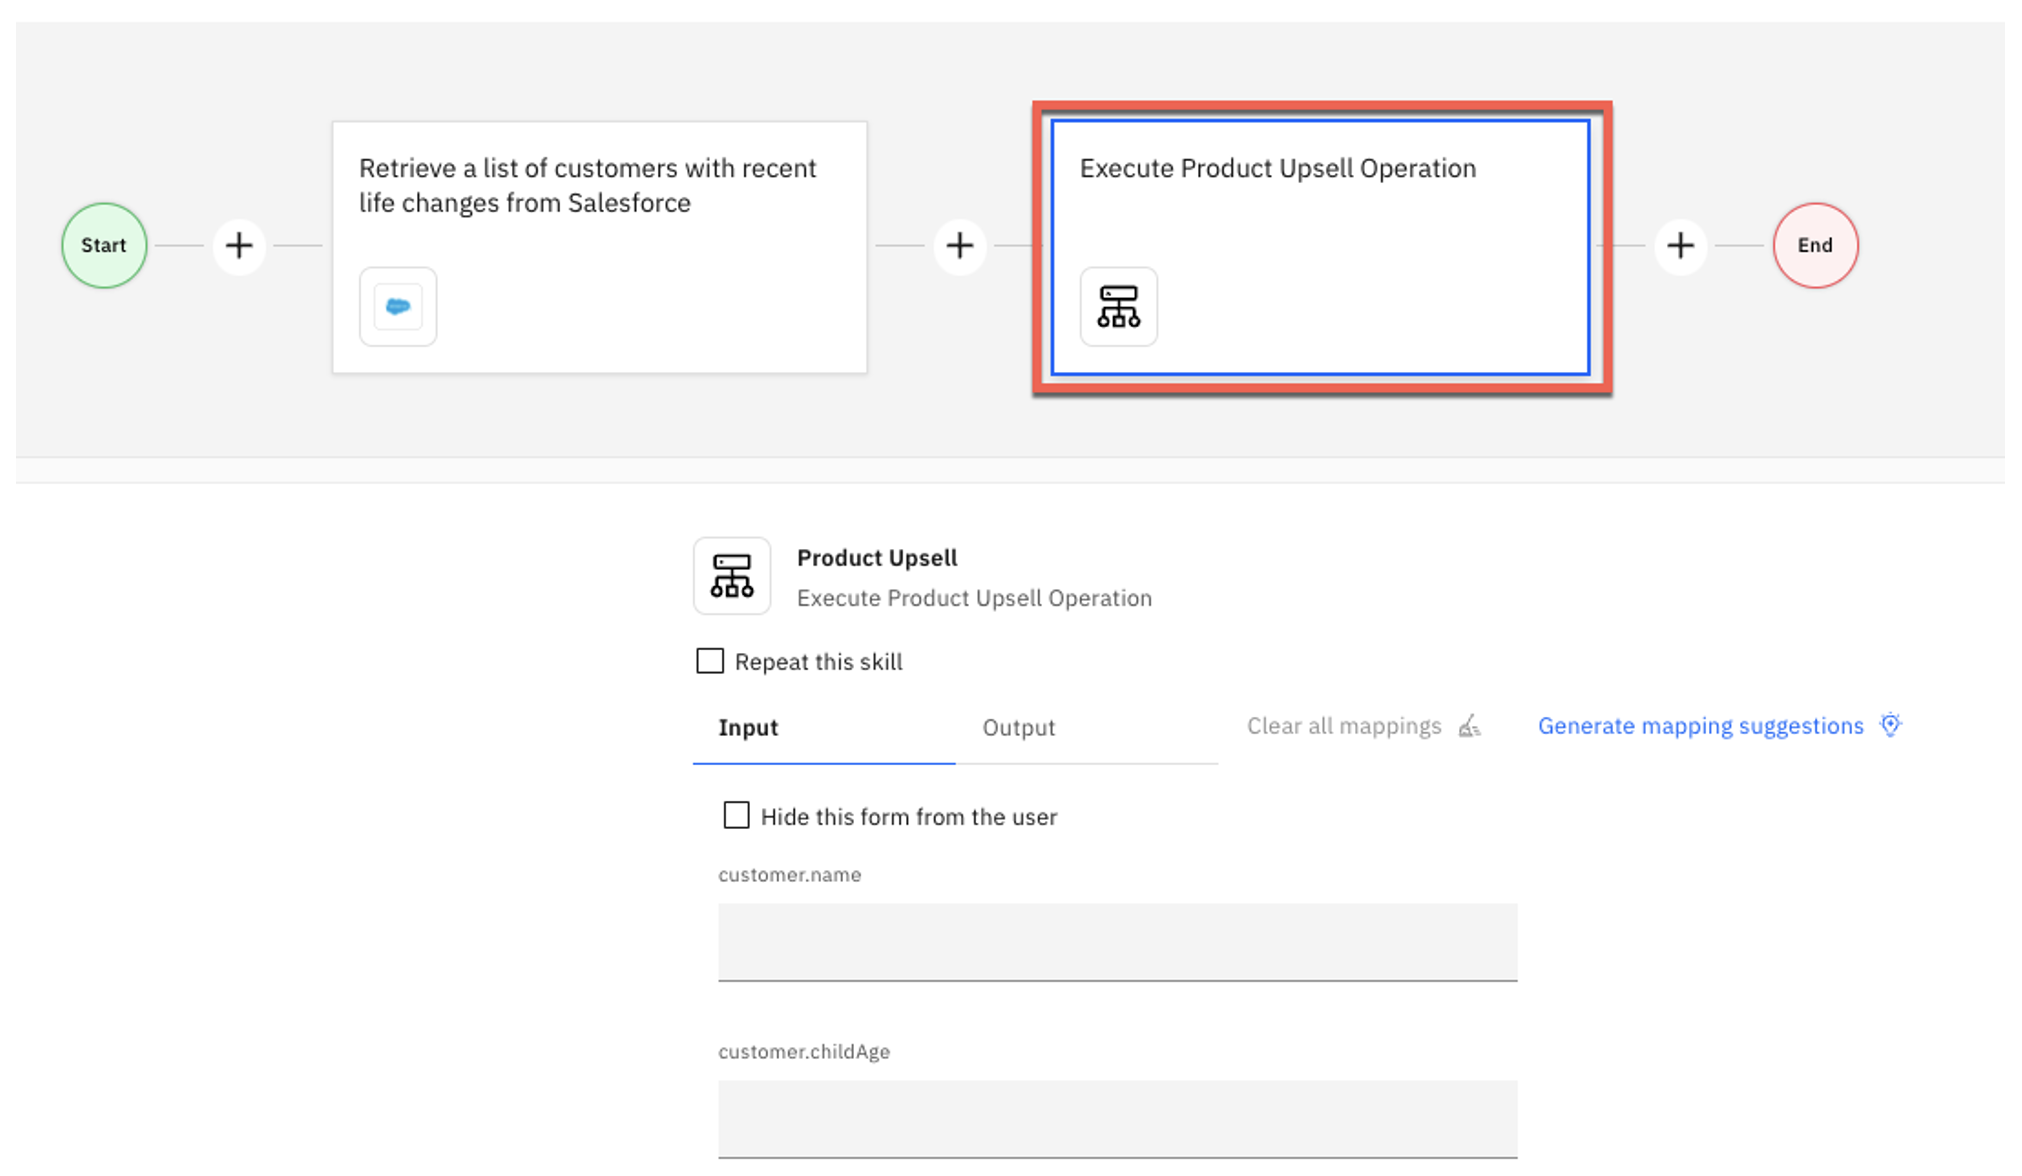 Start
Retrieve a list of customers with recent
life changes from Salesforce
Execute Product Upsell Operation
End
Product Upsell
Execute Product Upsell Operation
Repeat this skill
Input
Output
Clear all mappings
Generate mapping suggestions
Hide this form from the user
customer.name
customer.childAge